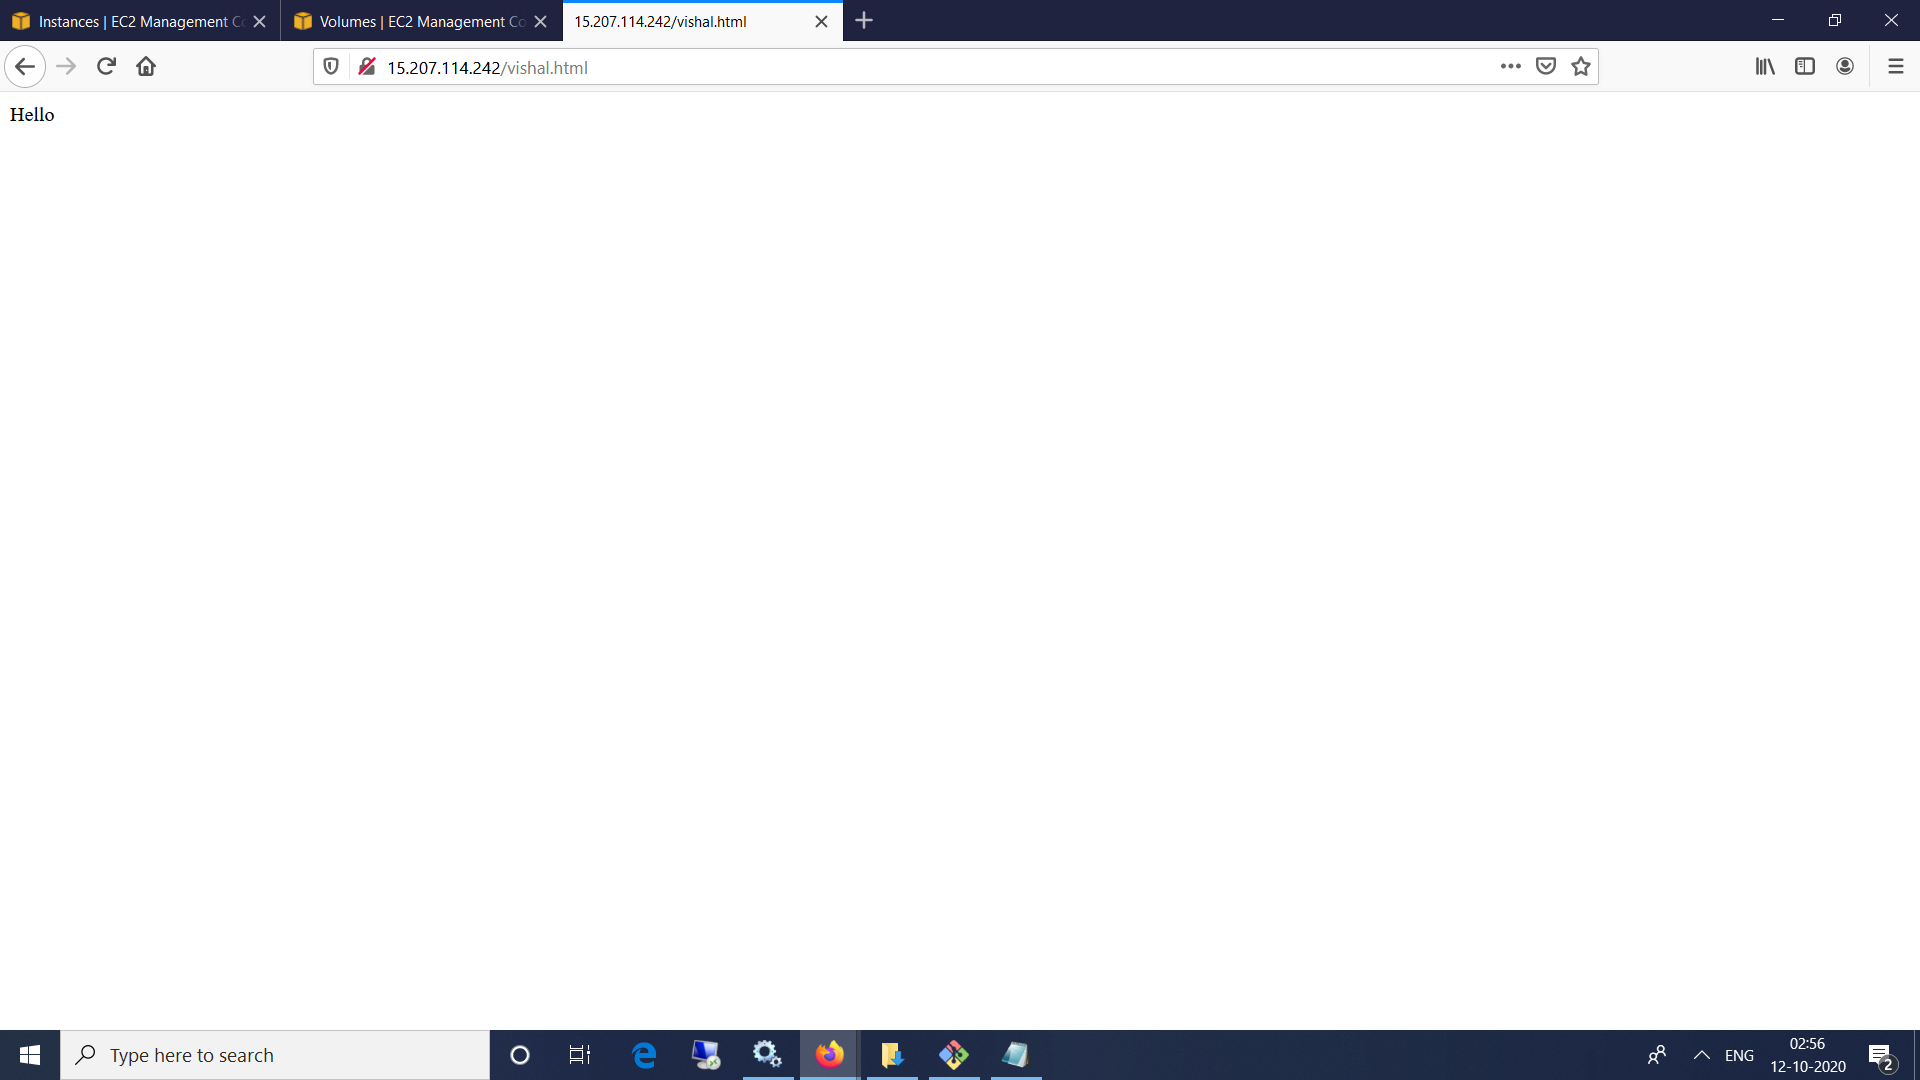 Instances | EC2 Management Co
Volumes | EC2 Management Co
15.207.114.242/vishal.html
15.207.114.242/vishal.html
Hello
Type here to search
ENG
02:56
12-10-2020
2